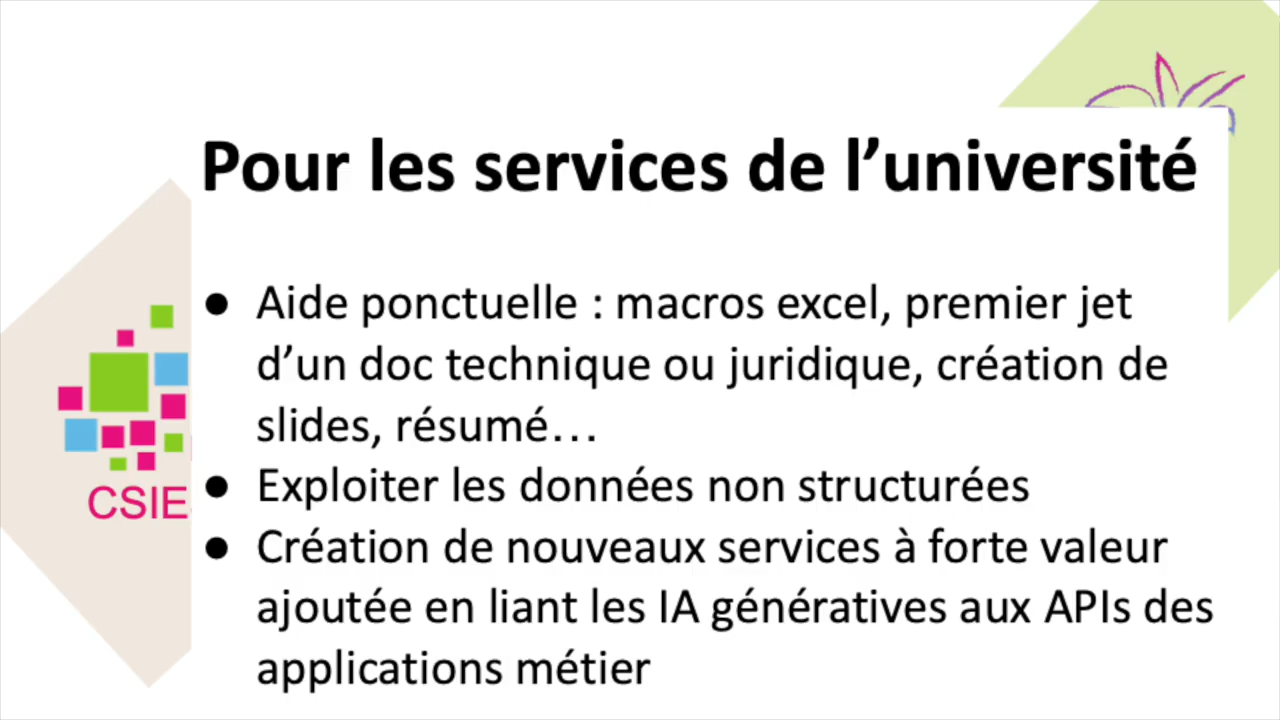 Pour les services de l’université
● Aide ponctuelle : macros excel, premier jet
d’un doc technique ou juridique, création de
slides, résumé…
● Exploiter les données non structurées
● Création de nouveaux services à forte valeur
ajoutée en liant les IA génératives aux APIs des
applications métier
CSIE